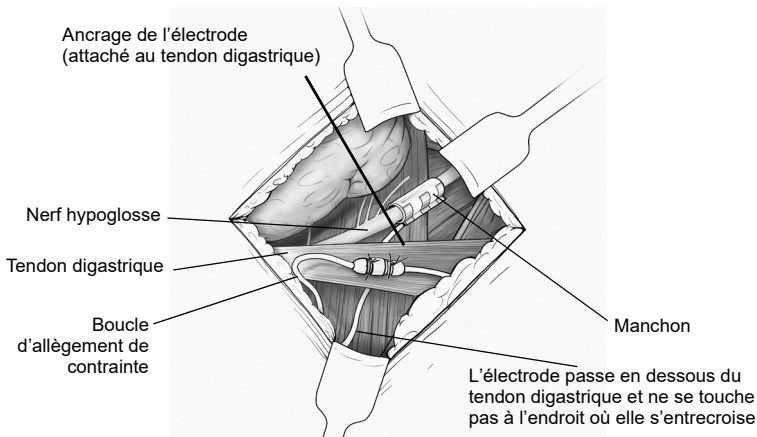 Ancrage de l’électrode
(attaché au tendon digastrique)
Nerf hypoglosse
Tendon digastrique
Boucle
d’allègement de
contrainte
Manchon
L’électrode passe en dessous du
tendon digastrique et ne se touche
pas à l’endroit où elle s’entrecroise